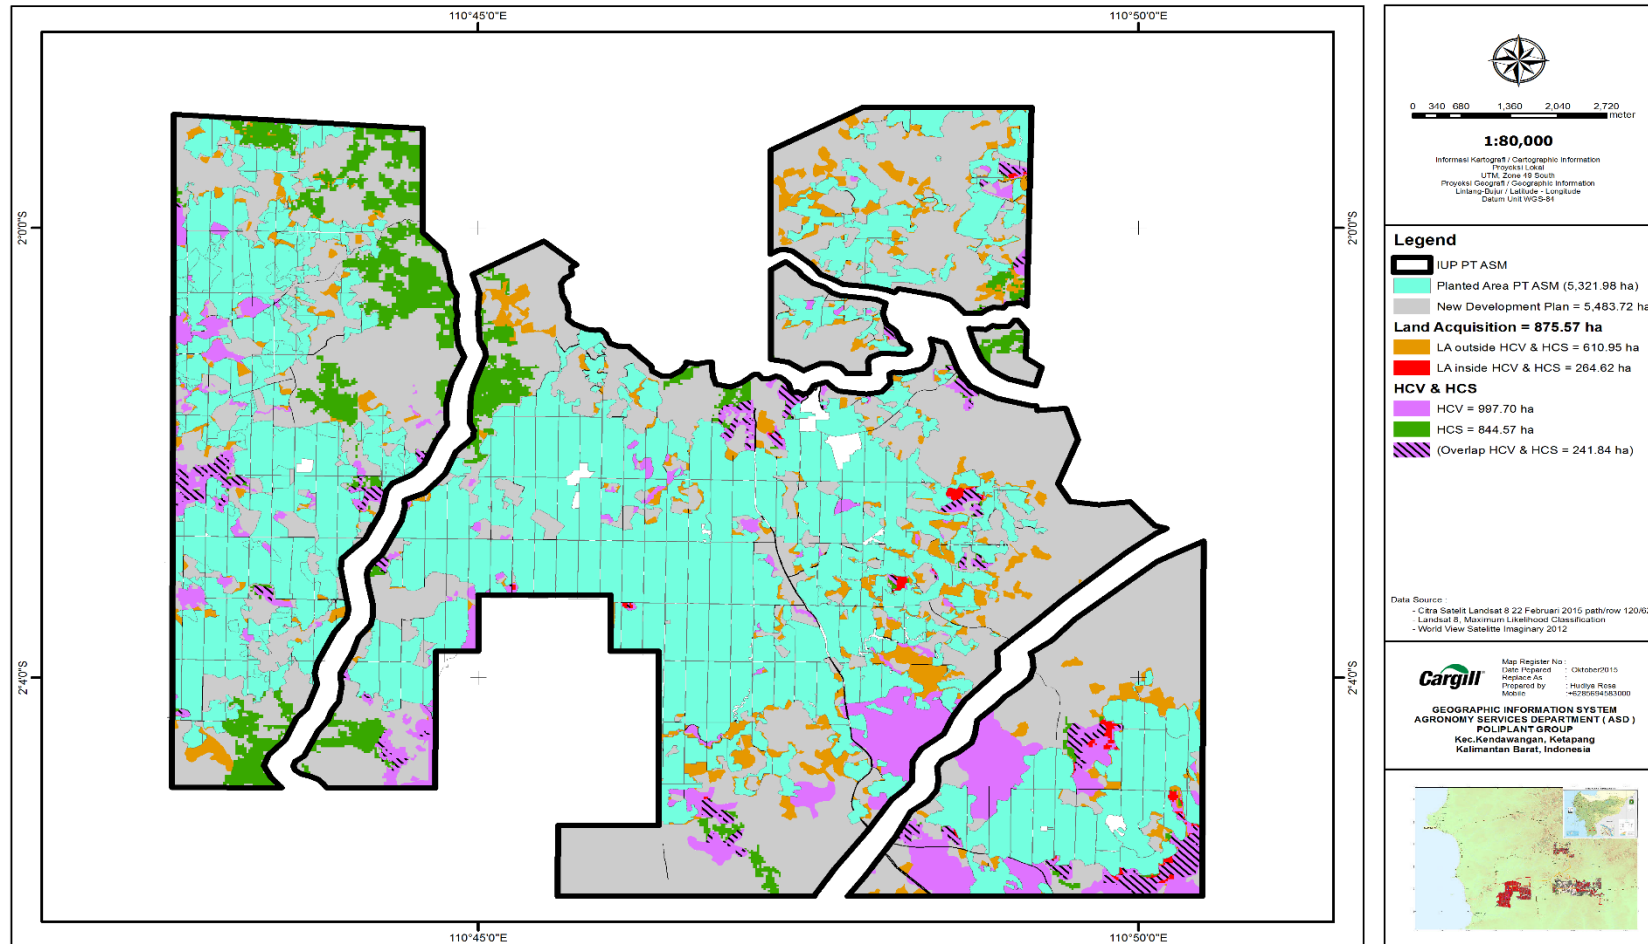 110°45'0"E
110°50'0"E
2°0'0"S
2°0'0"S
2°4'0"S
2°4'0"S
110°45'0"E
110°50'0"E
0 340 680 1,360 2,040 2,720
meter
1:80,000
Informasi Kartografi / Cartographic Information
Proyeksi Lokal
UTM, Zone 49 South
Proyeksi Geografi / Geographic Information
Lintang-Bujur / Latitude - Longitude
Datum Unit WGS-84
Legend
IUP PT ASM
Planted Area PT ASM (5,321.98 ha)
New Development Plan = 5,483.72 ha
Land Acquisition = 875.57 ha
LA outside HCV & HCS = 610.95 ha
LA inside HCV & HCS = 264.62 ha
HCV & HCS
HCV = 997.70 ha
HCS = 844.57 ha
(Overlap HCV & HCS = 241.84 ha)
Data Source :
- Citra Satelit Landsat 8 22 Februari 2015 path/row 120/62
- Landsat 8, Maximum Likelihood Classification
- World View Satelitte Imaginary 2012
Cargill
Map Register No :
Date Pepared : Oktober2015
Replace As :
Prepared by : Hudiya Rosa
Mobile : +6285694583000
GEOGRAPHIC INFORMATION SYSTEM
AGRONOMY SERVICES DEPARTMENT ( ASD )
POLIPLANT GROUP
Kec.Kendawangan, Ketapang
Kalimantan Barat, Indonesia